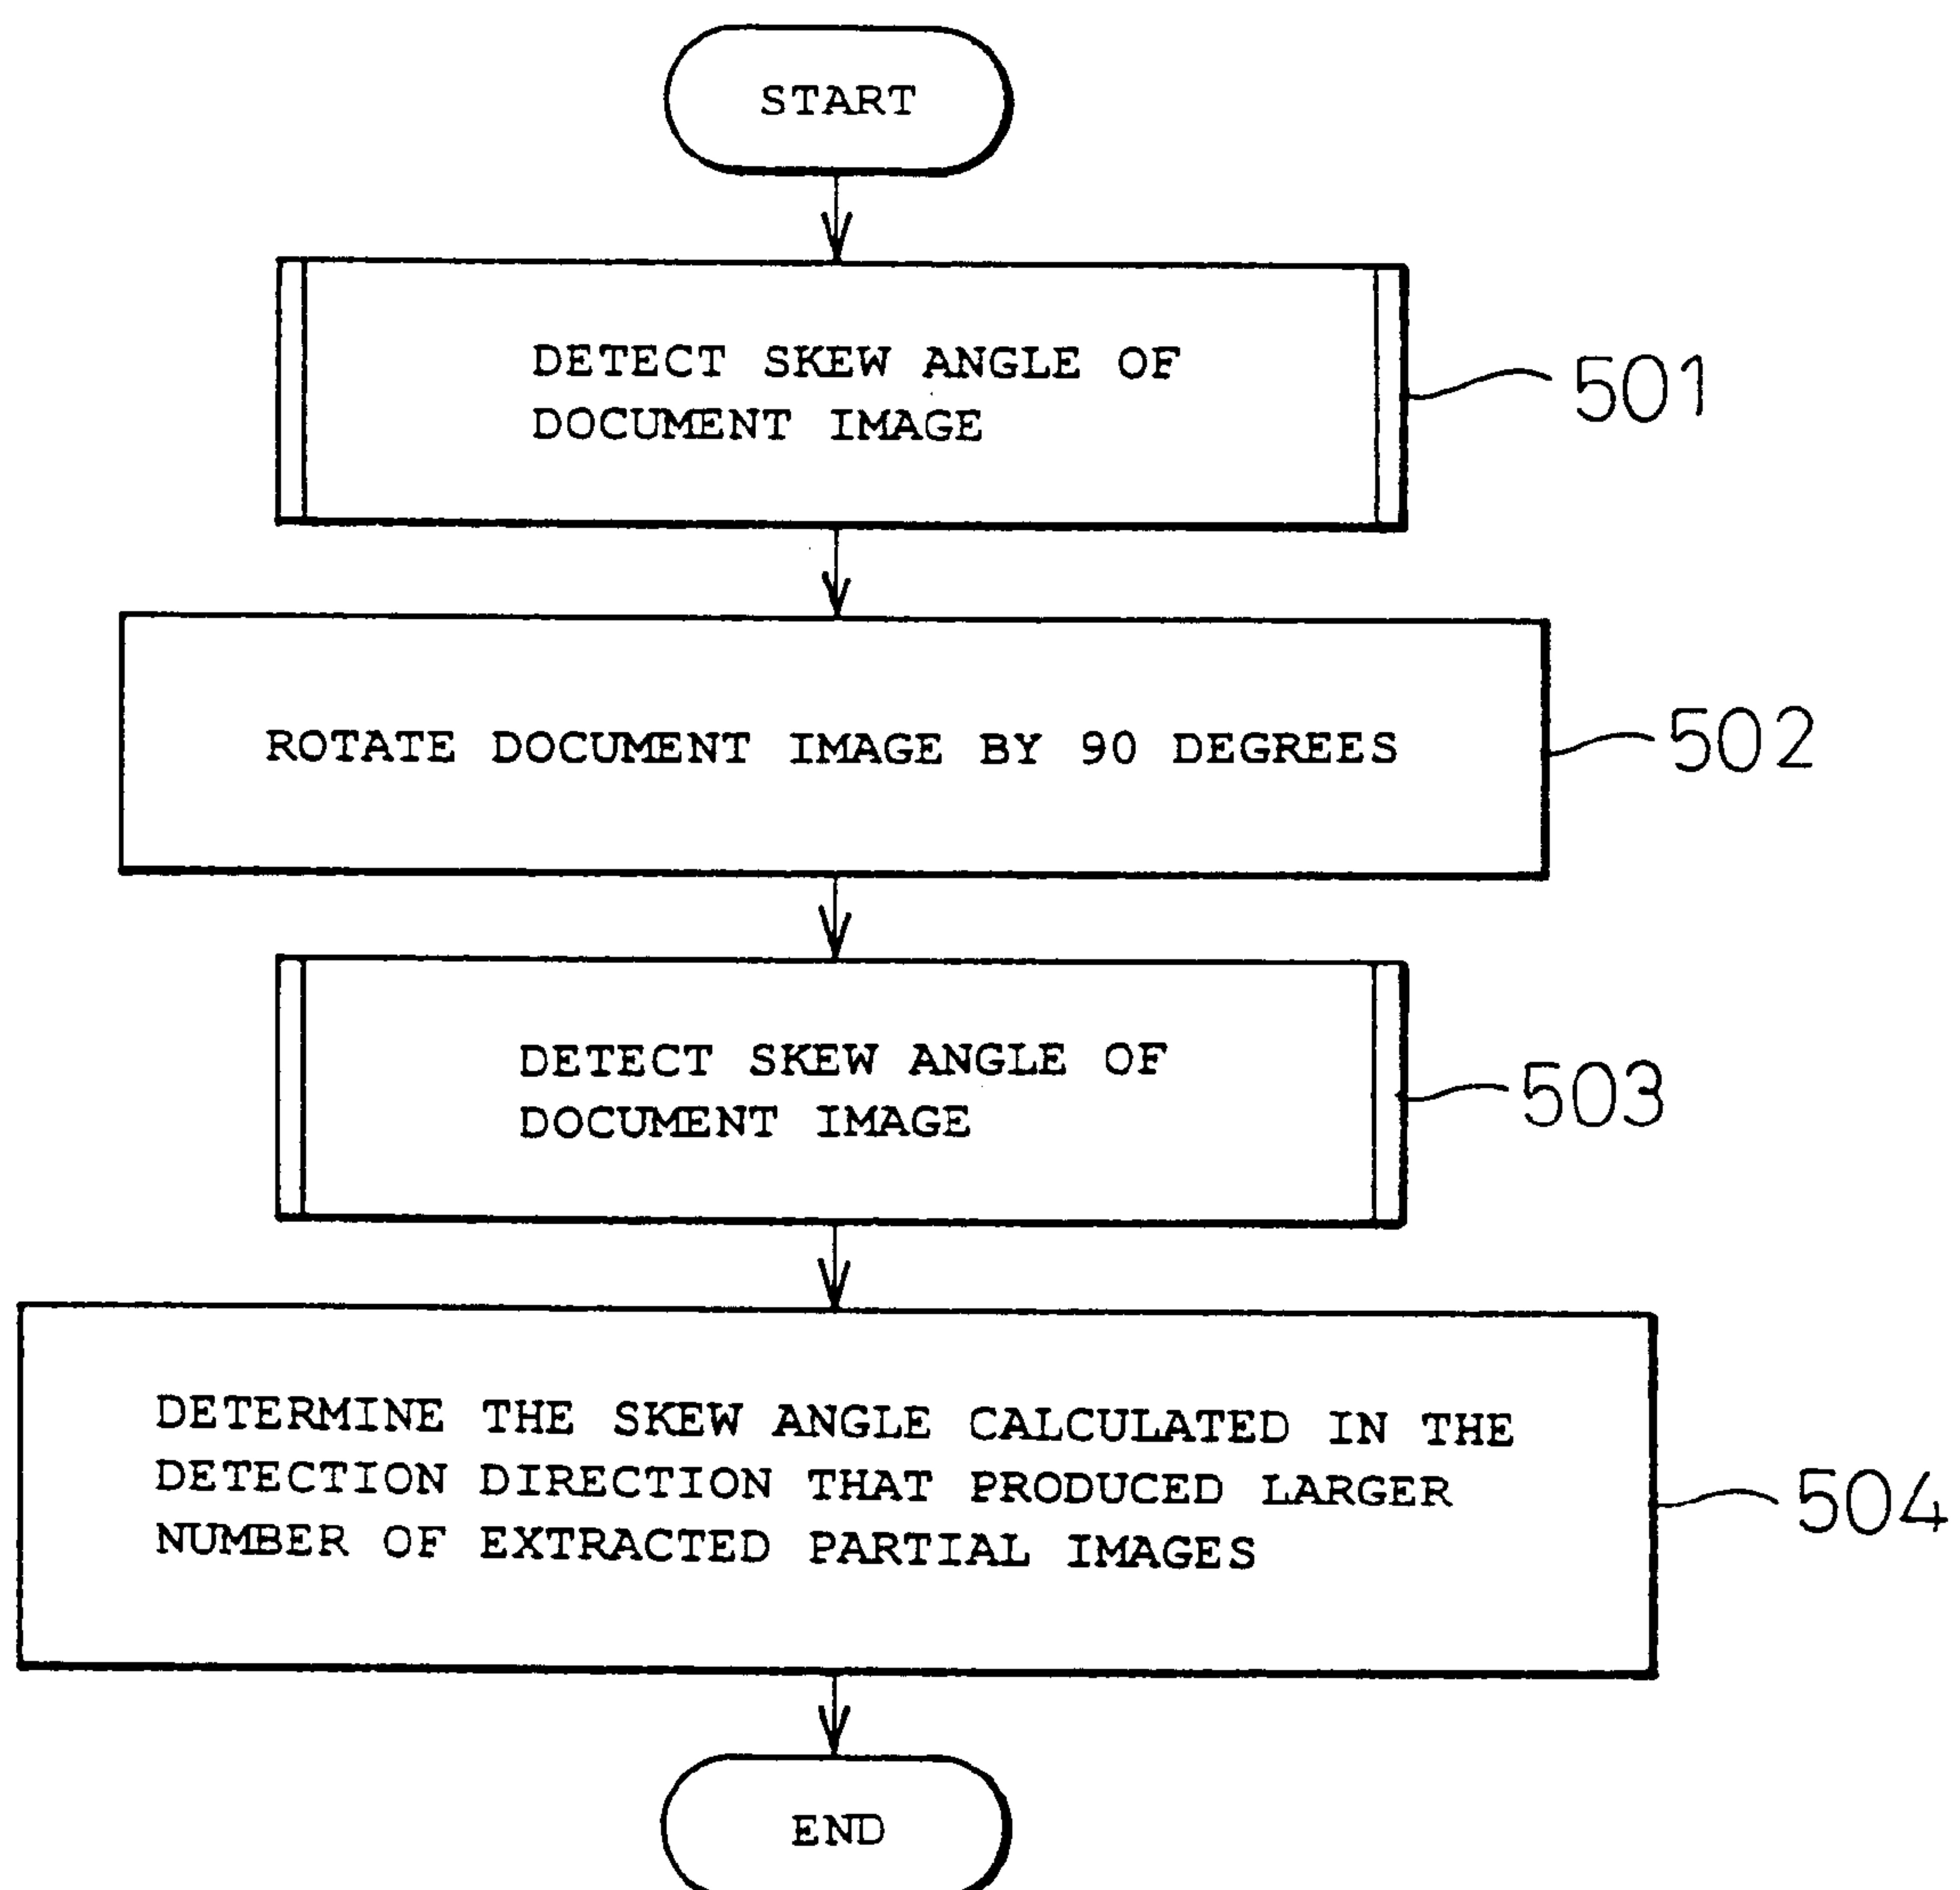 START
DETECT SKEW ANGLE OF
DOCUMENT IMAGE
501
ROTATE DOCUMENT IMAGE BY 90 DEGREES
502
DETECT SKEW ANGLE OF
DOCUMENT IMAGE
503
DETERMINE THE SKEW ANGLE CALCULATED IN THE
DETECTION DIRECTION THAT PRODUCED LARGER
NUMBER OF EXTRACTED PARTIAL IMAGES
504
END